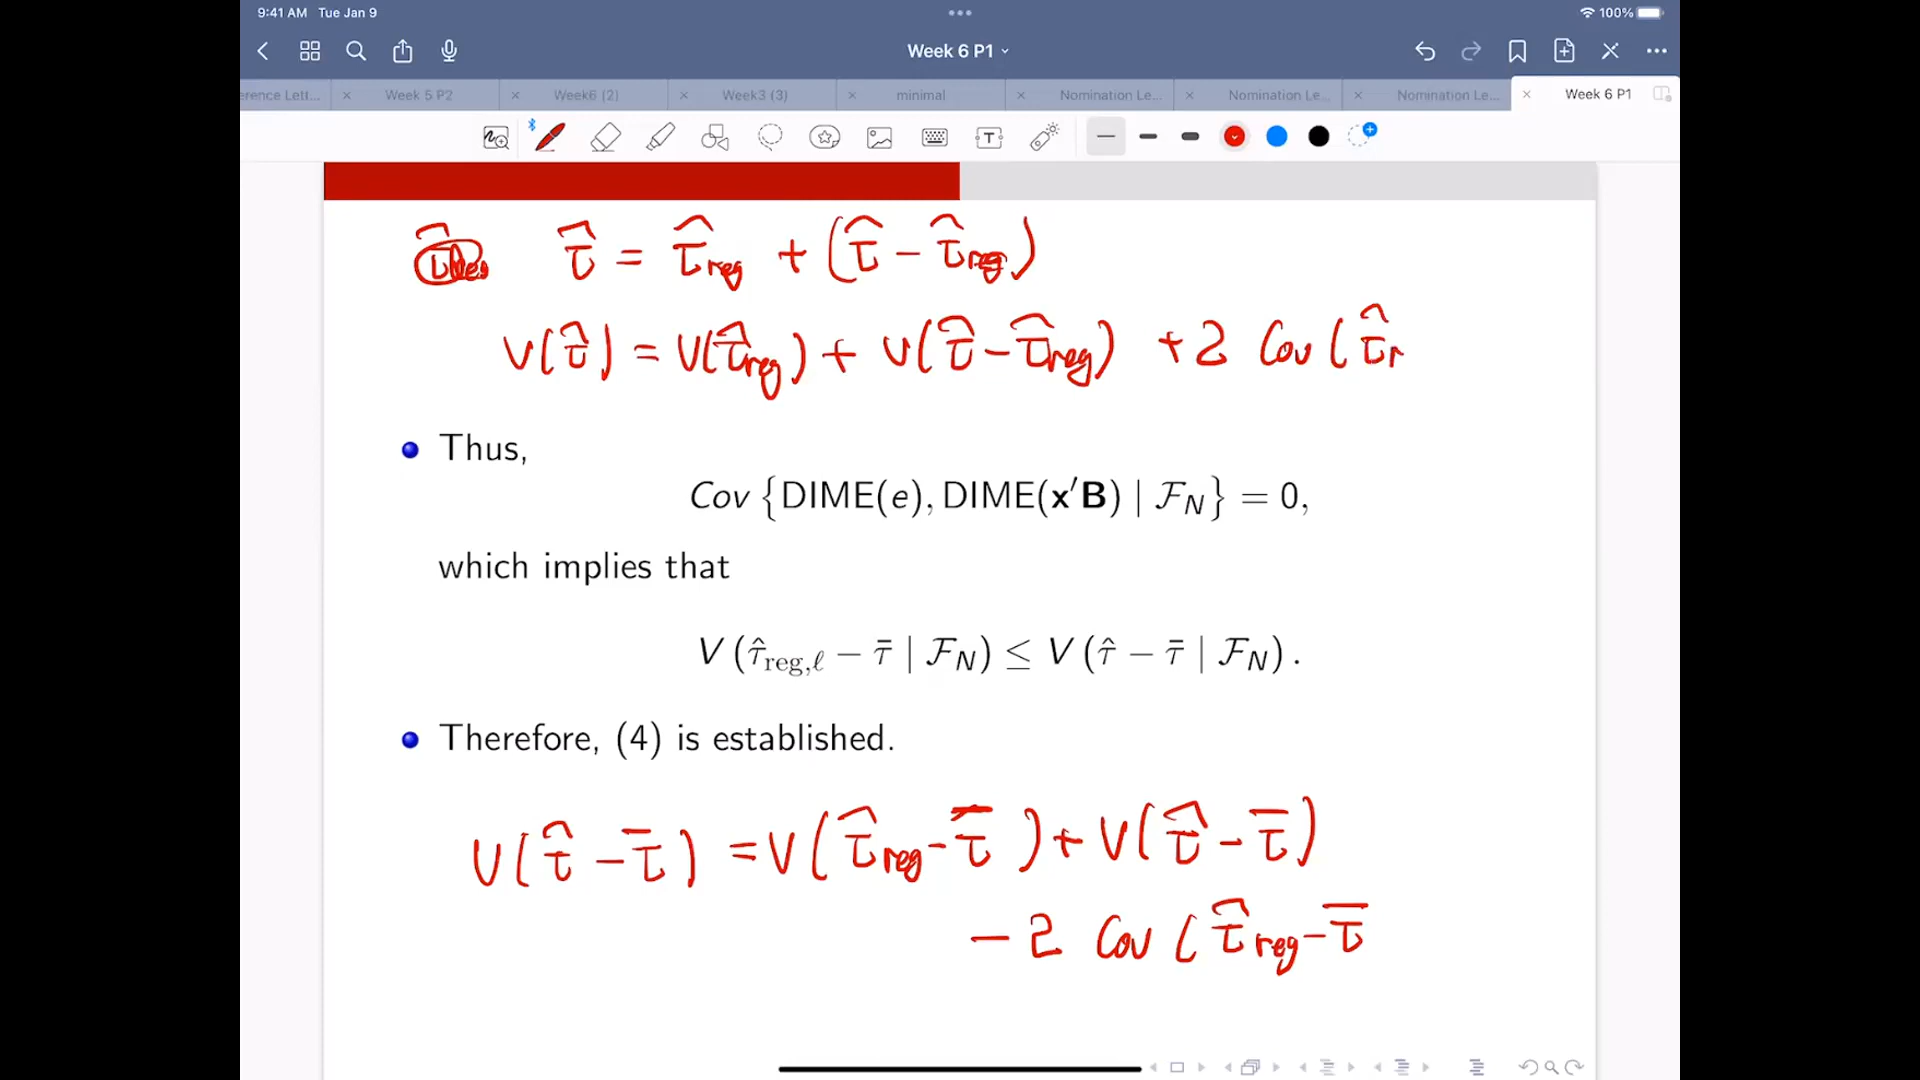 9:41 AM Tue Jan 9
100%
Week 6 P1
erence Lett...
Week 5 P2
Week6 (2)
Week3 (3)
minimal
Nomination Le...
Nomination Le...
Nomination Le...
Week 6 P1
τ̂ = τ̂reg + (τ̂ − τ̂reg)
V(τ̂) = V(τ̂reg) + V(τ̂ − τ̂reg) + 2 Cov(τ̂r
Thus,
Cov {DIME(e), DIME(x′B) | ℱN} = 0,
which implies that
V (τ̂reg,ℓ − τ̄ | ℱN) ≤ V (τ̂ − τ̄ | ℱN) .
Therefore, (4) is established.
V(τ̂ − τ̄) = V(τ̂reg − τ̄) + V(τ̂ − τ̄)
− 2 Cov(τ̂reg − τ̄